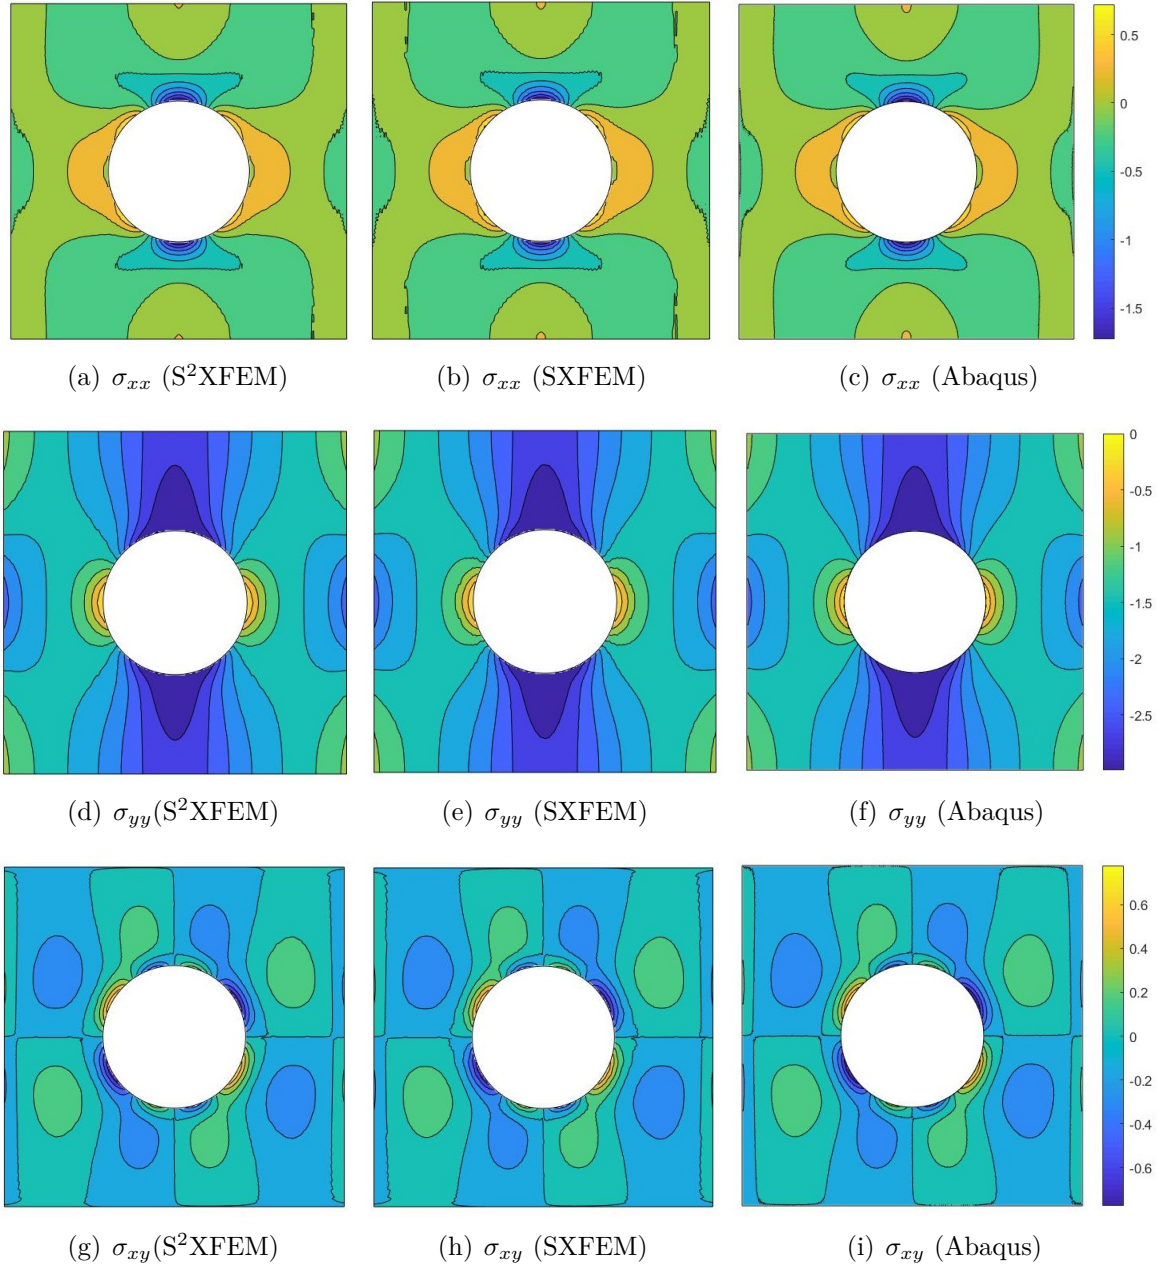 0.5
0
-0.5
-1
-1.5
(a) σxx (S²XFEM)
(b) σxx (SXFEM)
(c) σxx (Abaqus)
0
-0.5
-1
-1.5
-2
-2.5
(d) σyy(S²XFEM)
(e) σyy (SXFEM)
(f) σyy (Abaqus)
0.6
0.4
0.2
0
-0.2
-0.4
-0.6
(g) σxy(S²XFEM)
(h) σxy (SXFEM)
(i) σxy (Abaqus)